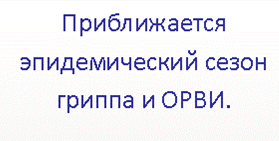 Приближается
эпидемический сезон
гриппа и ОРВИ.